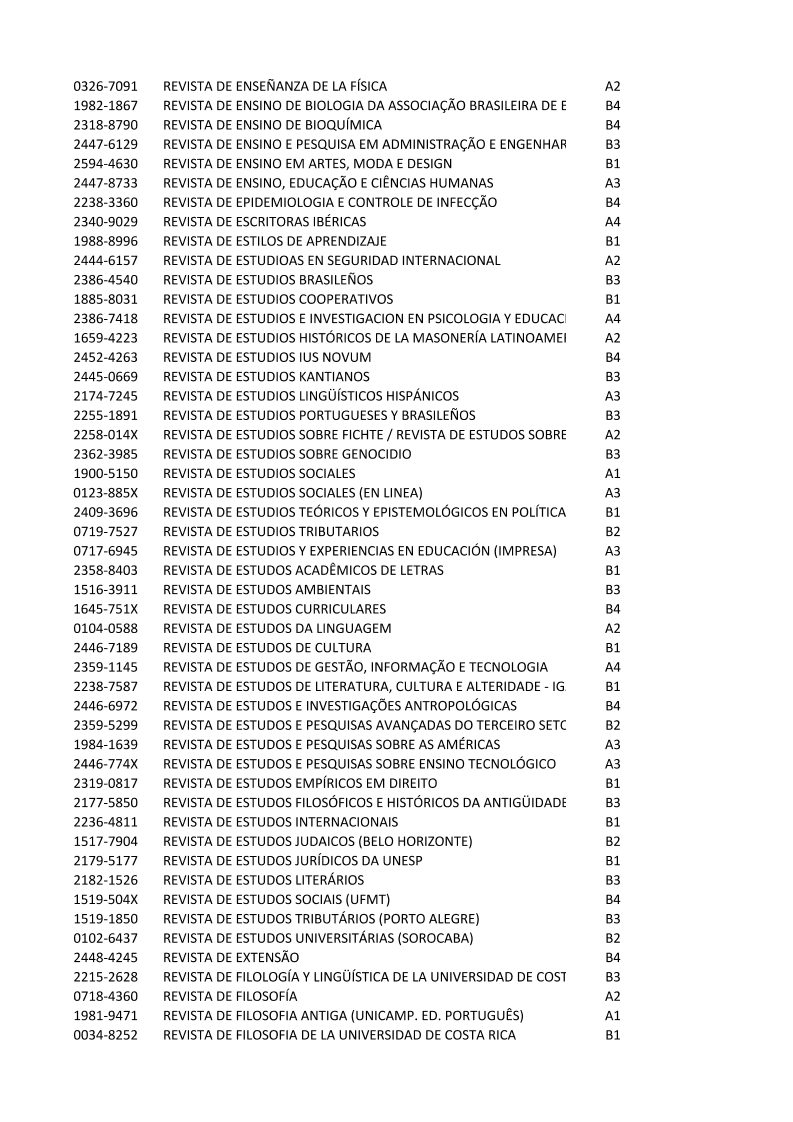 0326-7091 REVISTA DE ENSEÑANZA DE LA FÍSICA A2
1982-1867 REVISTA DE ENSINO DE BIOLOGIA DA ASSOCIAÇÃO BRASILEIRA DE E B4
2318-8790 REVISTA DE ENSINO DE BIOQUÍMICA B4
2447-6129 REVISTA DE ENSINO E PESQUISA EM ADMINISTRAÇÃO E ENGENHAR B3
2594-4630 REVISTA DE ENSINO EM ARTES, MODA E DESIGN B1
2447-8733 REVISTA DE ENSINO, EDUCAÇÃO E CIÊNCIAS HUMANAS A3
2238-3360 REVISTA DE EPIDEMIOLOGIA E CONTROLE DE INFECÇÃO B4
2340-9029 REVISTA DE ESCRITORAS IBÉRICAS A4
1988-8996 REVISTA DE ESTILOS DE APRENDIZAJE B1
2444-6157 REVISTA DE ESTUDIOAS EN SEGURIDAD INTERNACIONAL A2
2386-4540 REVISTA DE ESTUDIOS BRASILEÑOS B3
1885-8031 REVISTA DE ESTUDIOS COOPERATIVOS B1
2386-7418 REVISTA DE ESTUDIOS E INVESTIGACION EN PSICOLOGIA Y EDUCACI A4
1659-4223 REVISTA DE ESTUDIOS HISTÓRICOS DE LA MASONERÍA LATINOAMEI A2
2452-4263 REVISTA DE ESTUDIOS IUS NOVUM B4
2445-0669 REVISTA DE ESTUDIOS KANTIANOS B3
2174-7245 REVISTA DE ESTUDIOS LINGÜÍSTICOS HISPÁNICOS A3
2255-1891 REVISTA DE ESTUDIOS PORTUGUESES Y BRASILEÑOS B3
2258-014X REVISTA DE ESTUDIOS SOBRE FICHTE / REVISTA DE ESTUDOS SOBRE A2
2362-3985 REVISTA DE ESTUDIOS SOBRE GENOCIDIO B3
1900-5150 REVISTA DE ESTUDIOS SOCIALES A1
0123-885X REVISTA DE ESTUDIOS SOCIALES (EN LINEA) A3
2409-3696 REVISTA DE ESTUDIOS TEÓRICOS Y EPISTEMOLÓGICOS EN POLÍTICA B1
0719-7527 REVISTA DE ESTUDIOS TRIBUTARIOS B2
0717-6945 REVISTA DE ESTUDIOS Y EXPERIENCIAS EN EDUCACIÓN (IMPRESA) A3
2358-8403 REVISTA DE ESTUDOS ACADÊMICOS DE LETRAS B1
1516-3911 REVISTA DE ESTUDOS AMBIENTAIS B3
1645-751X REVISTA DE ESTUDOS CURRICULARES B4
0104-0588 REVISTA DE ESTUDOS DA LINGUAGEM A2
2446-7189 REVISTA DE ESTUDOS DE CULTURA B1
2359-1145 REVISTA DE ESTUDOS DE GESTÃO, INFORMAÇÃO E TECNOLOGIA A4
2238-7587 REVISTA DE ESTUDOS DE LITERATURA, CULTURA E ALTERIDADE - IG. B1
2446-6972 REVISTA DE ESTUDOS E INVESTIGAÇÕES ANTROPOLÓGICAS B4
2359-5299 REVISTA DE ESTUDOS E PESQUISAS AVANÇADAS DO TERCEIRO SETO B2
1984-1639 REVISTA DE ESTUDOS E PESQUISAS SOBRE AS AMÉRICAS A3
2446-774X REVISTA DE ESTUDOS E PESQUISAS SOBRE ENSINO TECNOLÓGICO A3
2319-0817 REVISTA DE ESTUDOS EMPÍRICOS EM DIREITO B1
2177-5850 REVISTA DE ESTUDOS FILOSÓFICOS E HISTÓRICOS DA ANTIGÜIDADE B3
2236-4811 REVISTA DE ESTUDOS INTERNACIONAIS B1
1517-7904 REVISTA DE ESTUDOS JUDAICOS (BELO HORIZONTE) B2
2179-5177 REVISTA DE ESTUDOS JURÍDICOS DA UNESP B1
2182-1526 REVISTA DE ESTUDOS LITERÁRIOS B3
1519-504X REVISTA DE ESTUDOS SOCIAIS (UFMT) B4
1519-1850 REVISTA DE ESTUDOS TRIBUTÁRIOS (PORTO ALEGRE) B3
0102-6437 REVISTA DE ESTUDOS UNIVERSITÁRIAS (SOROCABA) B2
2448-4245 REVISTA DE EXTENSÃO B4
2215-2628 REVISTA DE FILOLOGÍA Y LINGÜÍSTICA DE LA UNIVERSIDAD DE COST B3
0718-4360 REVISTA DE FILOSOFÍA A2
1981-9471 REVISTA DE FILOSOFIA ANTIGA (UNICAMP. ED. PORTUGUÊS) A1
0034-8252 REVISTA DE FILOSOFIA DE LA UNIVERSIDAD DE COSTA RICA B1